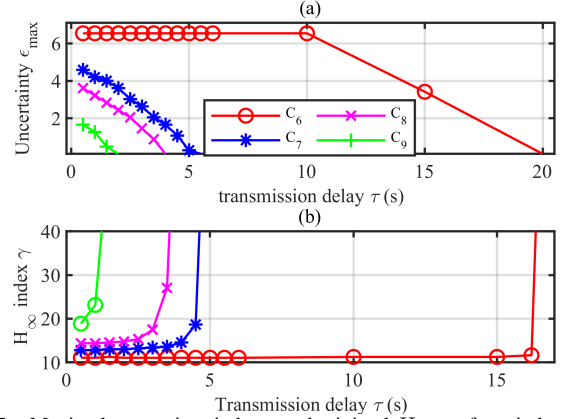 (a)
Uncertainty ϵmax
6
4
2
0
5
10
15
20
C6
C8
C7
C9
transmission delay τ (s)
(b)
H∞ index γ
40
30
20
10
0
5
10
15
Transmission delay τ (s)